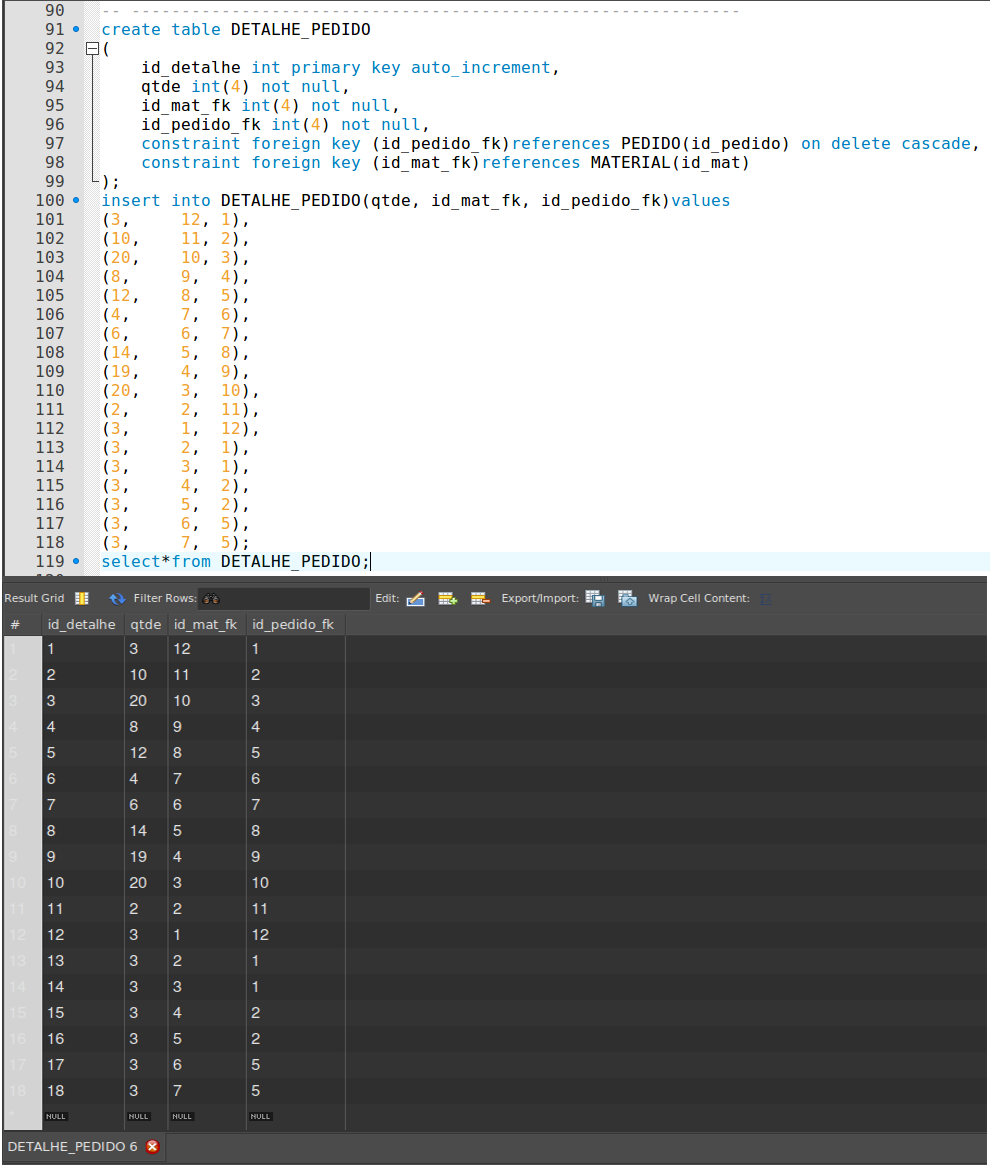 90 -- -------------------------------------------------------------
91 create table DETALHE_PEDIDO
92 (
93 id_detalhe int primary key auto_increment,
94 qtde int(4) not null,
95 id_mat_fk int(4) not null,
96 id_pedido_fk int(4) not null,
97 constraint foreign key (id_pedido_fk)references PEDIDO(id_pedido) on delete cascade,
98 constraint foreign key (id_mat_fk)references MATERIAL(id_mat)
99 );
100 insert into DETALHE_PEDIDO(qtde, id_mat_fk, id_pedido_fk)values
101 (3, 12, 1),
102 (10, 11, 2),
103 (20, 10, 3),
104 (8, 9, 4),
105 (12, 8, 5),
106 (4, 7, 6),
107 (6, 6, 7),
108 (14, 5, 8),
109 (19, 4, 9),
110 (20, 3, 10),
111 (2, 2, 11),
112 (3, 1, 12),
113 (3, 2, 1),
114 (3, 3, 1),
115 (3, 4, 2),
116 (3, 5, 2),
117 (3, 6, 5),
118 (3, 7, 5);
119 select*from DETALHE_PEDIDO;
Result Grid Filter Rows: Edit: Export/Import: Wrap Cell Content:
# id_detalhe qtde id_mat_fk id_pedido_fk
1 1 3 12 1
2 2 10 11 2
3 3 20 10 3
4 4 8 9 4
5 5 12 8 5
6 6 4 7 6
7 7 6 6 7
8 8 14 5 8
9 9 19 4 9
10 10 20 3 10
11 11 2 2 11
12 12 3 1 12
13 13 3 2 1
14 14 3 3 1
15 15 3 4 2
16 16 3 5 2
17 17 3 6 5
18 18 3 7 5
* NULL NULL NULL NULL
DETALHE_PEDIDO 6